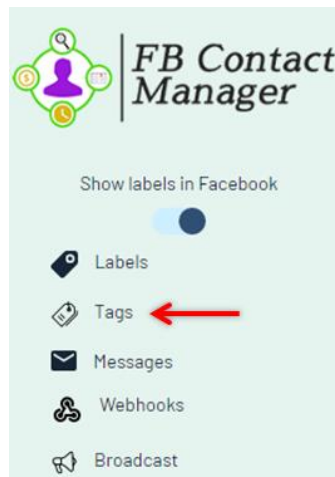 FB Contact
Manager
Show labels in Facebook
Labels
Tags
Messages
Webhooks
Broadcast